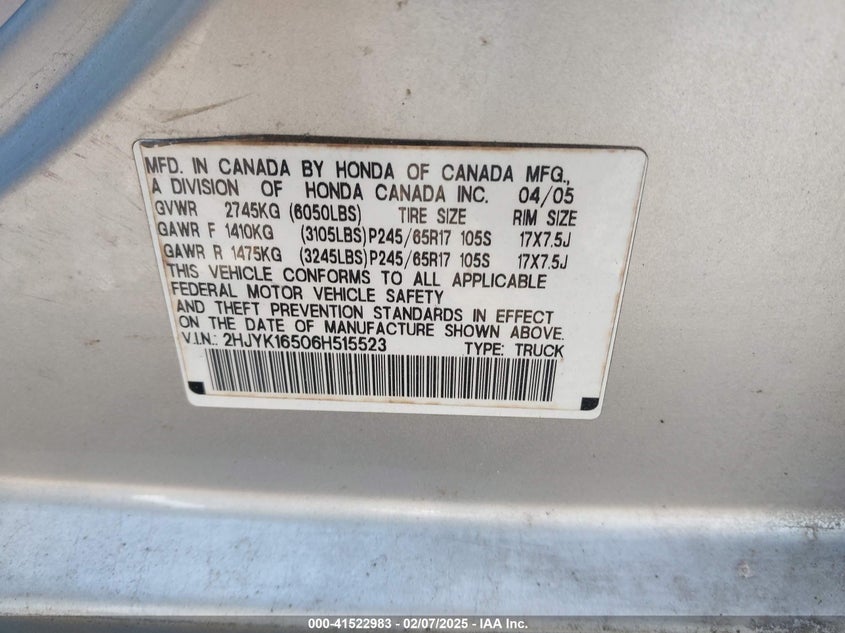 MFD. IN CANADA BY HONDA OF CANADA MFG.,
A DIVISION OF HONDA CANADA INC. 04/05
GVWR 2745KG (6050LBS) TIRE SIZE RIM SIZE
GAWR F 1410KG (3105LBS)P245/65R17 105S 17X7.5J
GAWR R 1475KG (3245LBS)P245/65R17 105S 17X7.5J
THIS VEHICLE CONFORMS TO ALL APPLICABLE
FEDERAL MOTOR VEHICLE SAFETY
AND THEFT PREVENTION STANDARDS IN EFFECT
ON THE DATE OF MANUFACTURE SHOWN ABOVE.
V.I.N.: 2HJYK16506H515523 TYPE: TRUCK
000-41522983 - 02/07/2025 - © IAA Inc.